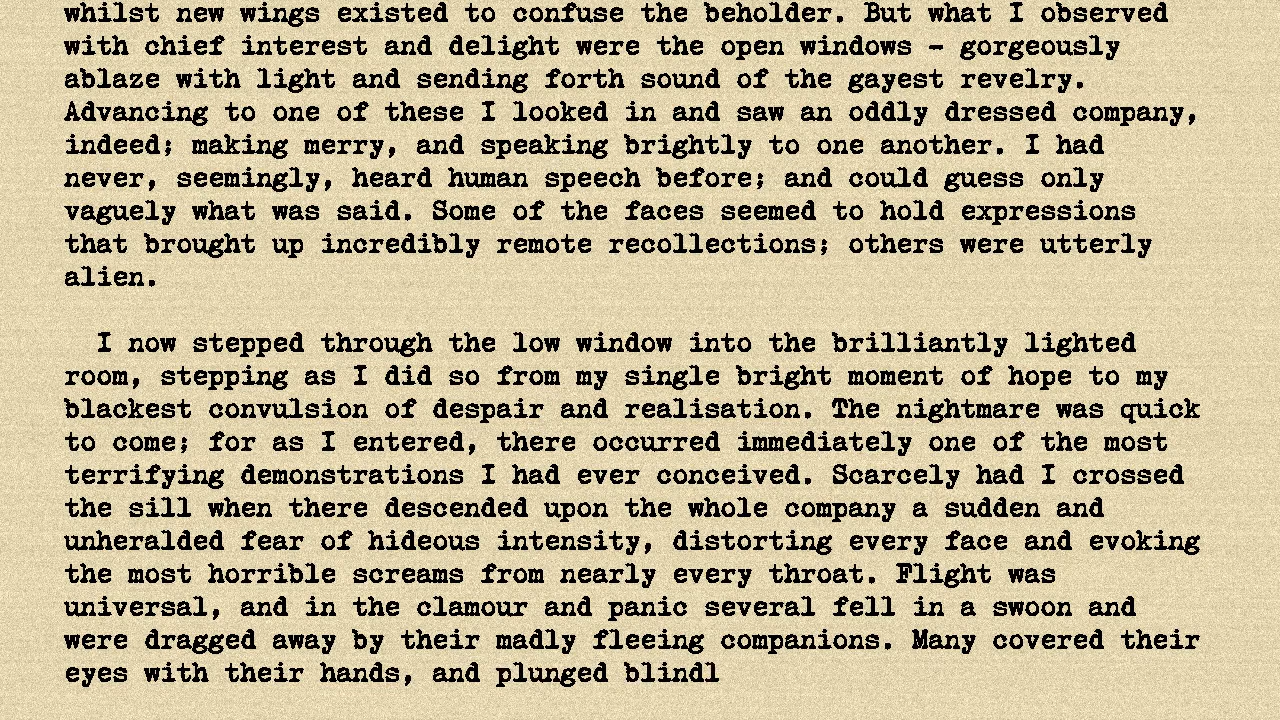 whilst new wings existed to confuse the beholder. But what I observed
with chief interest and delight were the open windows – gorgeously
ablaze with light and sending forth sound of the gayest revelry.
Advancing to one of these I looked in and saw an oddly dressed company,
indeed; making merry, and speaking brightly to one another. I had
never, seemingly, heard human speech before; and could guess only
vaguely what was said. Some of the faces seemed to hold expressions
that brought up incredibly remote recollections; others were utterly
alien.
I now stepped through the low window into the brilliantly lighted
room, stepping as I did so from my single bright moment of hope to my
blackest convulsion of despair and realisation. The nightmare was quick
to come; for as I entered, there occurred immediately one of the most
terrifying demonstrations I had ever conceived. Scarcely had I crossed
the sill when there descended upon the whole company a sudden and
unheralded fear of hideous intensity, distorting every face and evoking
the most horrible screams from nearly every throat. Flight was
universal, and in the clamour and panic several fell in a swoon and
were dragged away by their madly fleeing companions. Many covered their
eyes with their hands, and plunged blindl